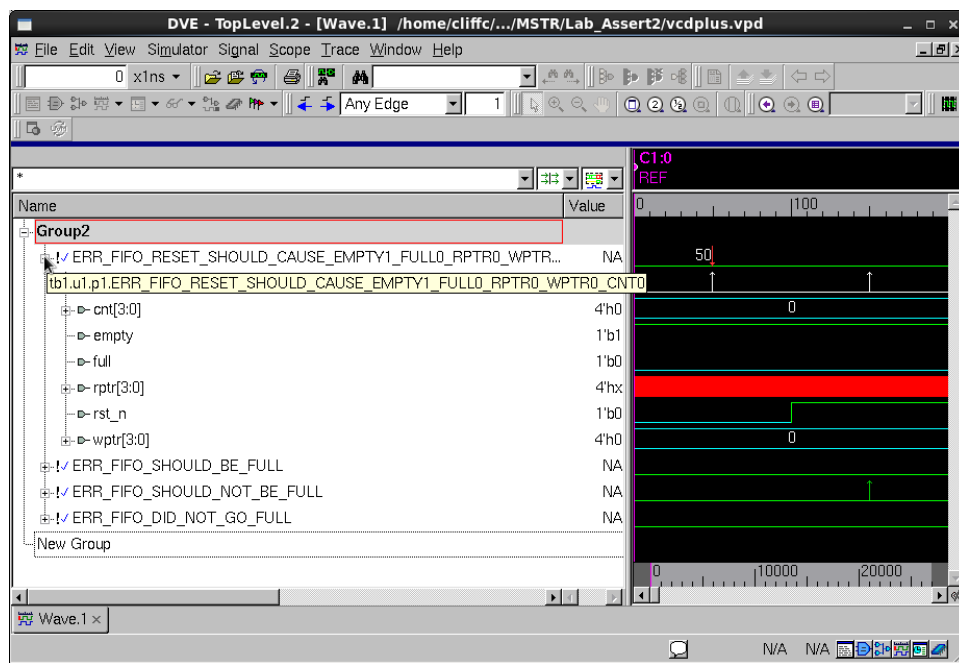 DVE - TopLevel.2 - [Wave.1] /home/cliffc/.../MSTR/Lab_Assert2/vcdplus.vpd
File Edit View Simulator Signal Scope Trace Window Help
0 x1ns
Any Edge 1
C1:0
REF
*
Name Value 0 100
Group2
ERR_FIFO_RESET_SHOULD_CAUSE_EMPTY1_FULL0_RPTR0_WPTR... NA 50
tb1.u1.p1.ERR_FIFO_RESET_SHOULD_CAUSE_EMPTY1_FULL0_RPTR0_WPTR0_CNT0
cnt[3:0] 4'h0 0
empty 1'b1
full 1'b0
rptr[3:0] 4'hx
rst_n 1'b0
wptr[3:0] 4'h0 0
ERR_FIFO_SHOULD_BE_FULL NA
ERR_FIFO_SHOULD_NOT_BE_FULL NA
ERR_FIFO_DID_NOT_GO_FULL NA
New Group
0 10000 20000
Wave.1
N/A N/A